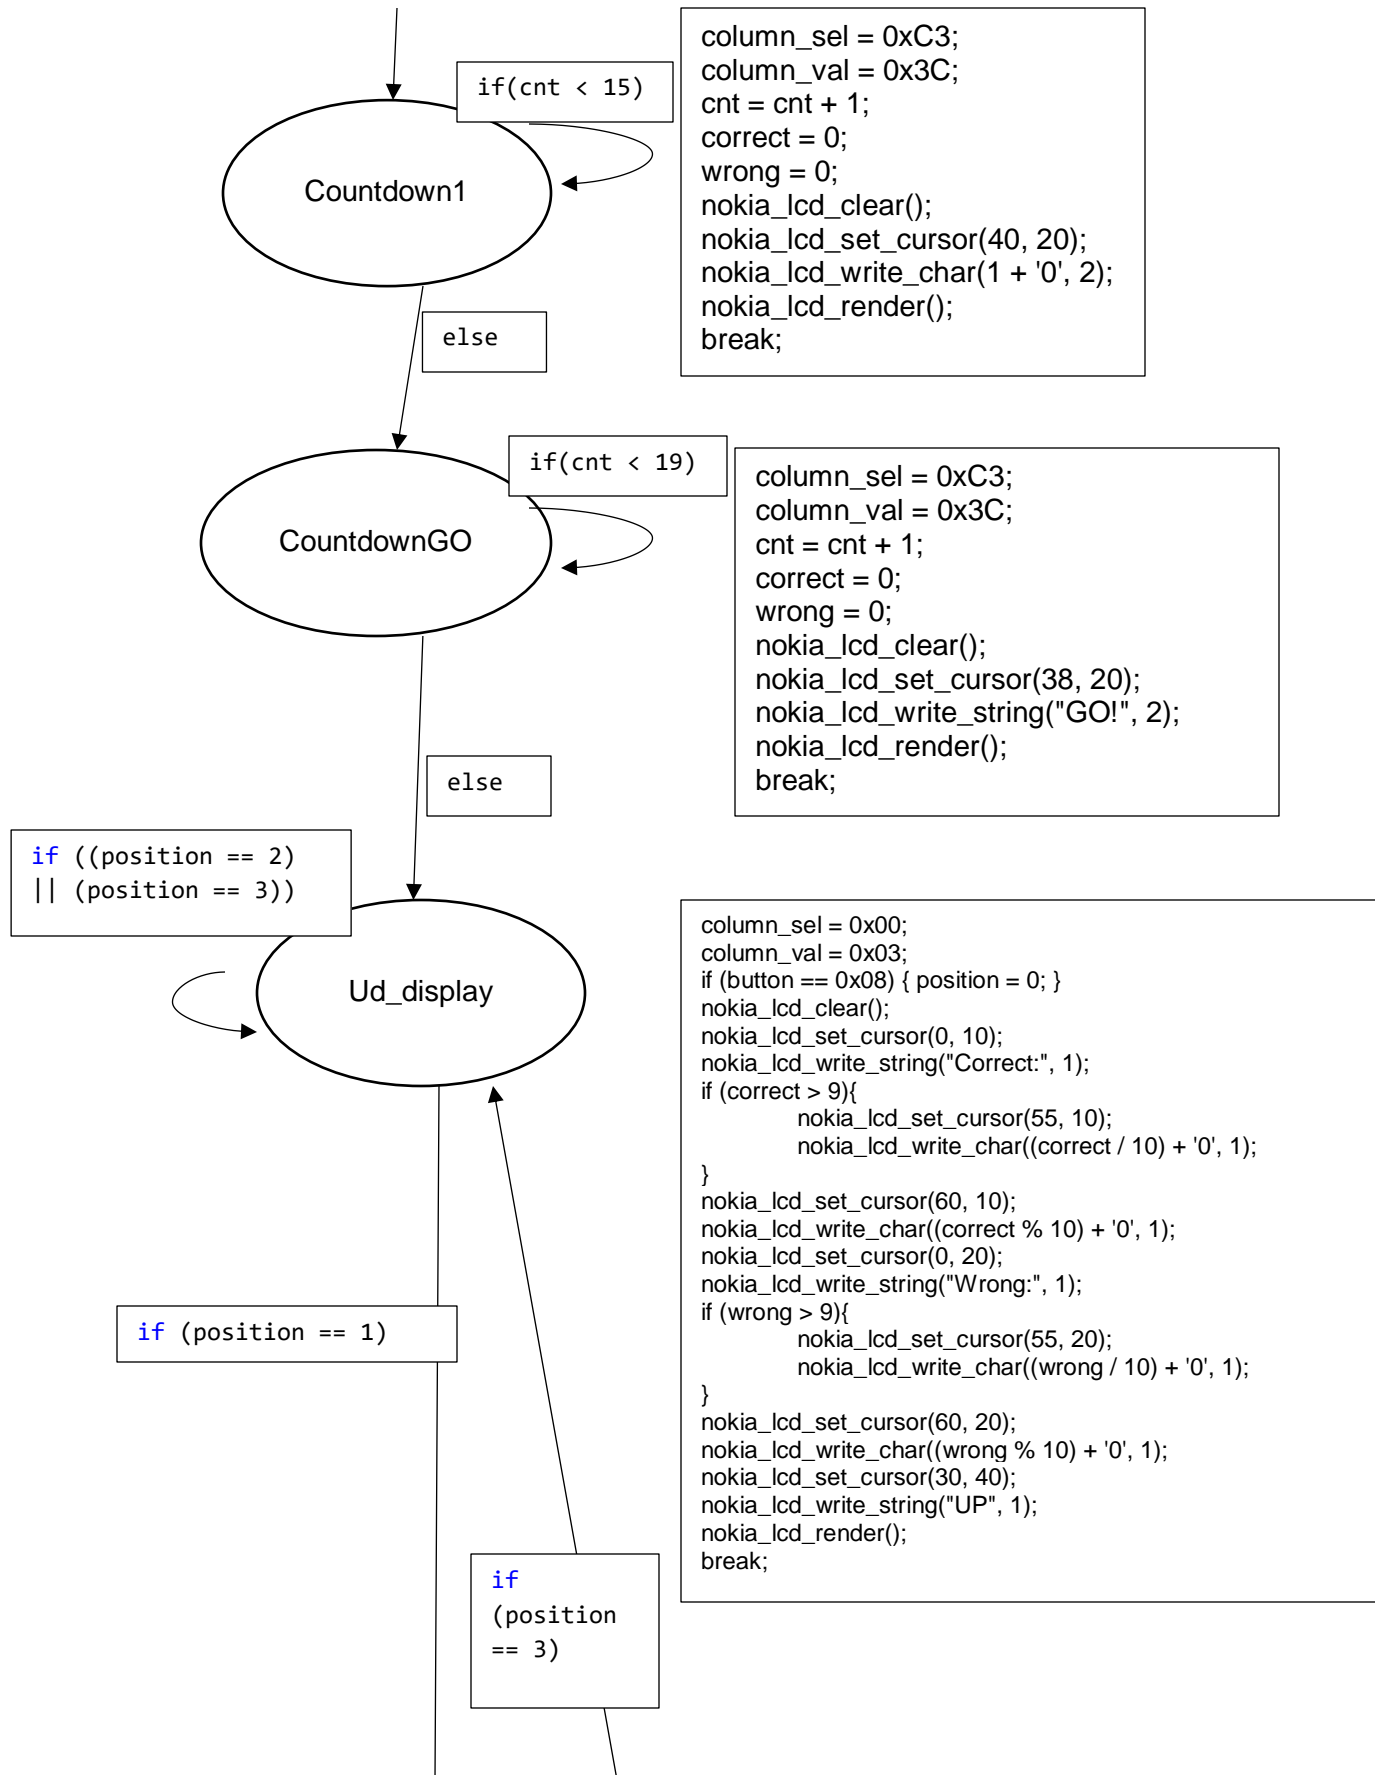 if(cnt < 15)
Countdown1
column_sel = 0xC3;
column_val = 0x3C;
cnt = cnt + 1;
correct = 0;
wrong = 0;
nokia_lcd_clear();
nokia_lcd_set_cursor(40, 20);
nokia_lcd_write_char(1 + '0', 2);
nokia_lcd_render();
break;
else
if(cnt < 19)
CountdownGO
column_sel = 0xC3;
column_val = 0x3C;
cnt = cnt + 1;
correct = 0;
wrong = 0;
nokia_lcd_clear();
nokia_lcd_set_cursor(38, 20);
nokia_lcd_write_string("GO!", 2);
nokia_lcd_render();
break;
else
if ((position == 2)
|| (position == 3))
Ud_display
column_sel = 0x00;
column_val = 0x03;
if (button == 0x08) { position = 0; }
nokia_lcd_clear();
nokia_lcd_set_cursor(0, 10);
nokia_lcd_write_string("Correct:", 1);
if (correct > 9){
nokia_lcd_set_cursor(55, 10);
nokia_lcd_write_char((correct / 10) + '0', 1);
}
nokia_lcd_set_cursor(60, 10);
nokia_lcd_write_char((correct % 10) + '0', 1);
nokia_lcd_set_cursor(0, 20);
nokia_lcd_write_string("Wrong:", 1);
if (wrong > 9){
nokia_lcd_set_cursor(55, 20);
nokia_lcd_write_char((wrong / 10) + '0', 1);
}
nokia_lcd_set_cursor(60, 20);
nokia_lcd_write_char((wrong % 10) + '0', 1);
nokia_lcd_set_cursor(30, 40);
nokia_lcd_write_string("UP", 1);
nokia_lcd_render();
break;
if (position == 1)
if
(position
== 3)